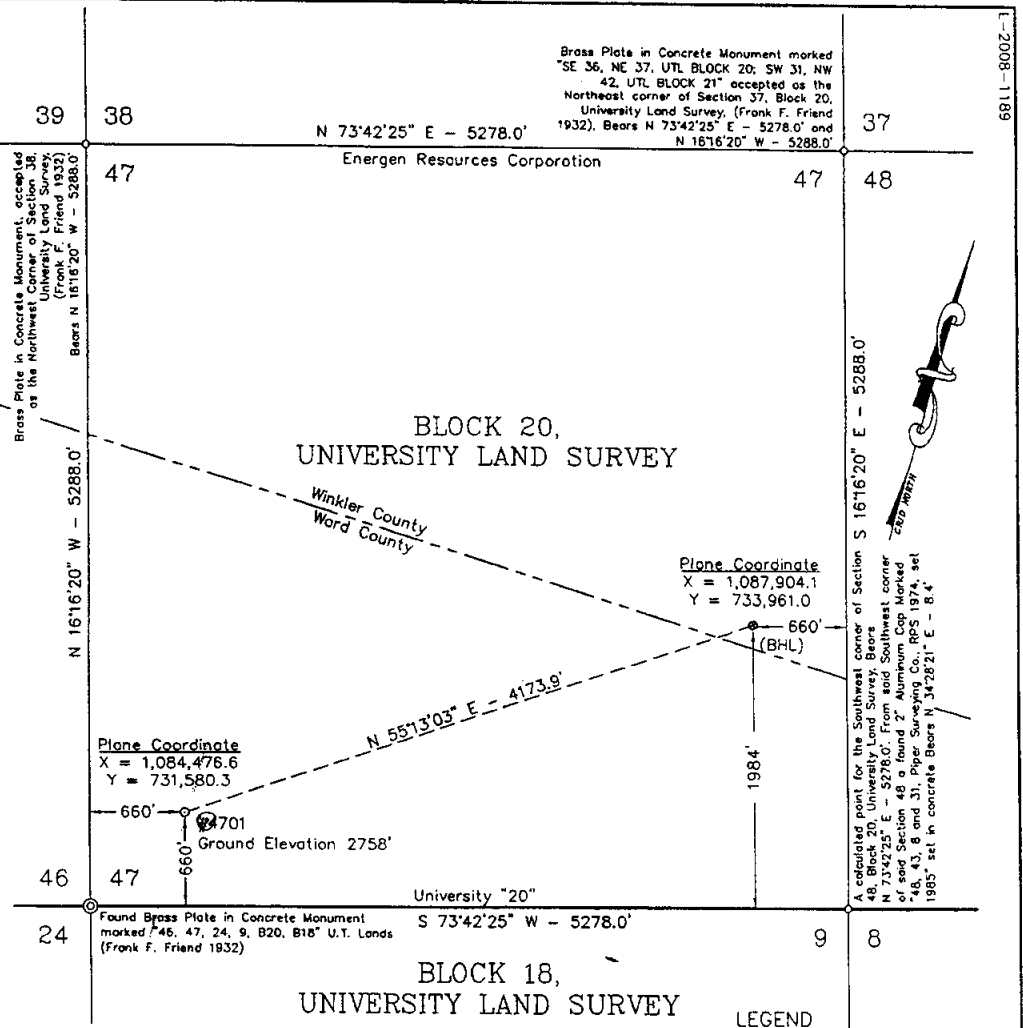 L-2008-1189
Brass Plate in Concrete Monument marked
"SE 36, NE 37, UTL BLOCK 20; SW 31, NW
42, UTL BLOCK 21" accepted as the
Northeast corner of Section 37, Block 20,
University Land Survey, (Frank F. Friend
1932), Bears N 73°42'25" E - 5278.0' and
N 16°16'20" W - 5288.0'
39
38
N 73°42'25" E - 5278.0'
37
Energen Resources Corporation
47
47
48
Brass Plate in Concrete Monument, accepted
as the Northwest Corner of Section 38,
University Land Survey,
(Frank F. Friend 1932)
Bears N 16°16'20" W - 5288.0'
N 16°16'20" W - 5288.0'
BLOCK 20,
UNIVERSITY LAND SURVEY
S 16°16'20" E - 5288.0'
GRID NORTH
Winkler County
Ward County
Plane Coordinate
X = 1,087,904.1
Y = 733,961.0
660'
(BHL)
N 55°13'03" E - 4173.9'
1984'
Plane Coordinate
X = 1,084,476.6
Y = 731,580.3
660'
4701
Ground Elevation 2758'
660'
A calculated point for the Southwest corner of Section
48, Block 20, University Land Survey, Bears
N 73°42'25" E - 5278.0'. From said Southwest corner
of said Section 48 a found 2" Aluminum Cap Marked
"48, 43, 8 and 31, Piper Surveying Co., RPS 1974, set
1985" set in concrete Bears N 34°28'21" E - 8.4'
46
47
University "20"
24
Found Brass Plate in Concrete Monument
marked "46, 47, 24, 9, B20, B18" U.T. Lands
(Frank F. Friend 1932)
S 73°42'25" W - 5278.0'
9
8
BLOCK 18,
UNIVERSITY LAND SURVEY
LEGEND